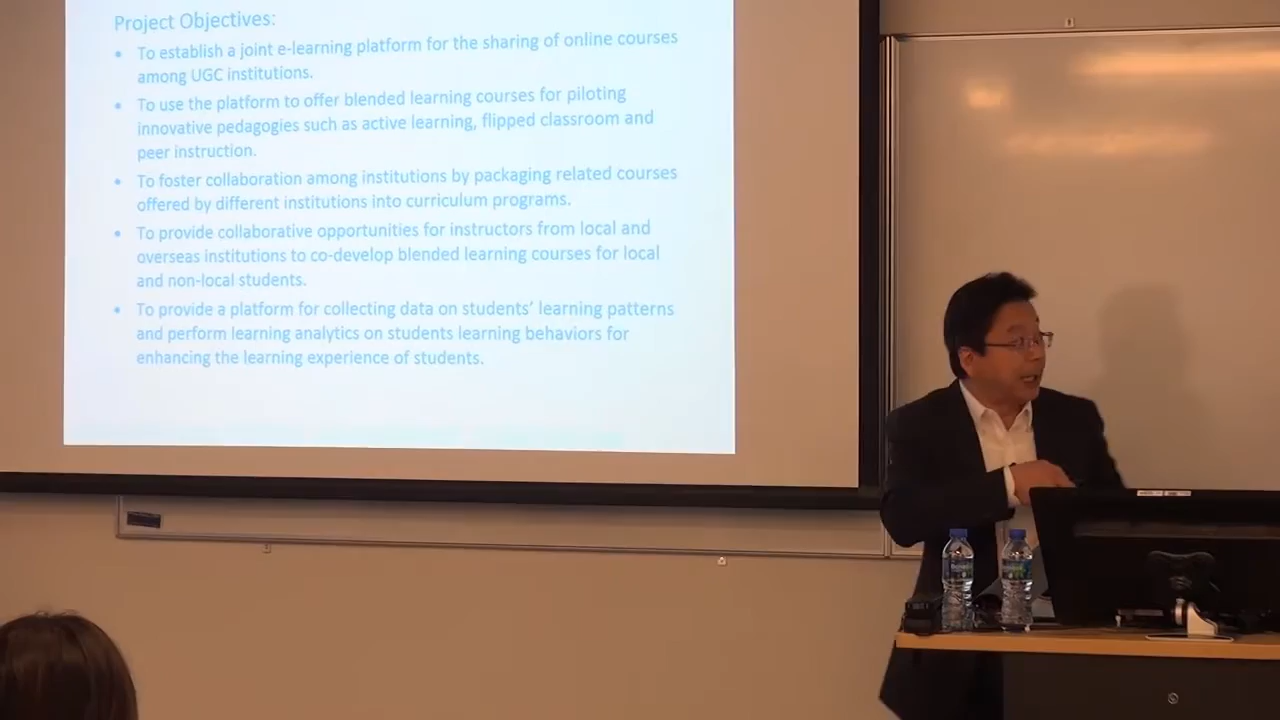 Project Objectives:
• To establish a joint e-learning platform for the sharing of online courses
among UGC institutions.
• To use the platform to offer blended learning courses for piloting
innovative pedagogies such as active learning, flipped classroom and
peer instruction.
• To foster collaboration among institutions by packaging related courses
offered by different institutions into curriculum programs.
• To provide collaborative opportunities for instructors from local and
overseas institutions to co-develop blended learning courses for local
and non-local students.
• To provide a platform for collecting data on students’ learning patterns
and perform learning analytics on students learning behaviors for
enhancing the learning experience of students.